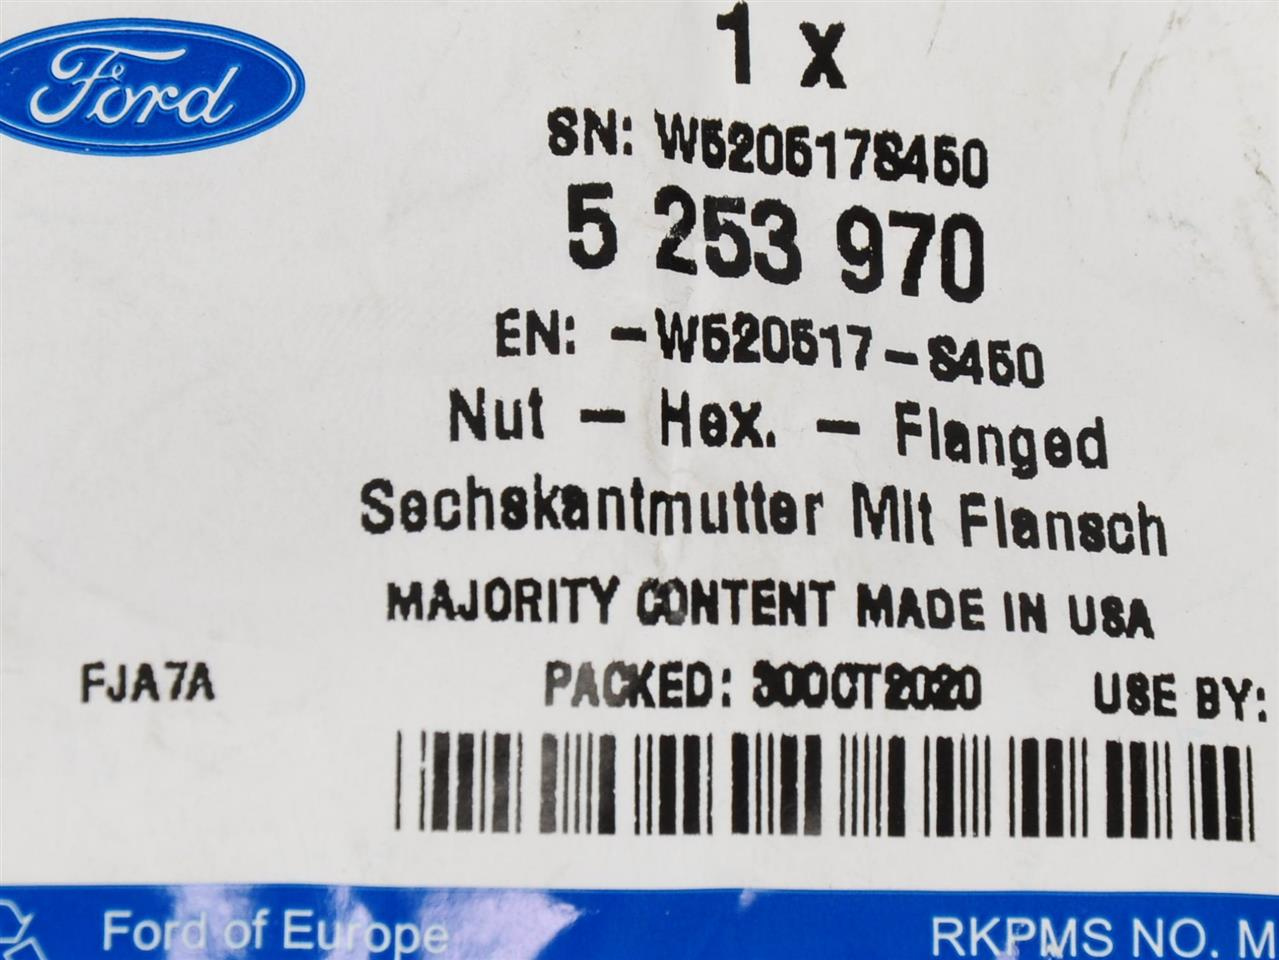 Ford
1 x
SN: W520517S450
5 253 970
EN: -W520517-S450
Nut - Hex. - Flanged
Sechskantmutter Mit Flansch
MAJORITY CONTENT MADE IN USA
FJA7A PACKED: 30OCT2020 USE BY:
Ford of Europe RKPMS NO. M